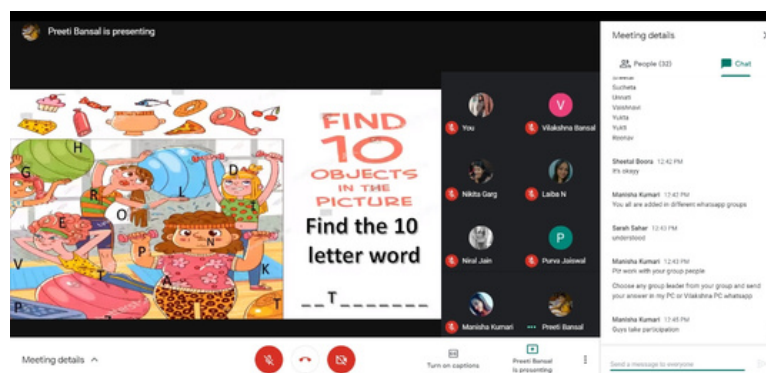 Preeti Bansal is presenting
FIND
10
OBJECTS
IN THE
PICTURE
Find the 10
letter word
_ _ T _ _ _ _ _ _ _
H
G
D
R
L
I
O
E
N
P
V
T
K
A
P
I
T
You
V
Vilakshna Bansal
Nikita Garg
Laiba N
Niral Jain
P
Purva Jaiswal
Manisha Kumari
Preeti Bansal
Meeting details
Turn on captions
Preeti Bansal
is presenting
Meeting details
People (32)
Chat
Sucheta
Unnati
Vaishnavi
Yukta
Yukti
Sheetal Boora 12:42 PM
It's okayy
Manisha Kumari 12:43 PM
You all are added in different whatsapp groups
Sarah Saher 12:43 PM
understood
Manisha Kumari 12:43 PM
Plz work with your group people
Choose any group leader from your group and send
your answer in my PC or Vilakshna PC whatsapp
Manisha Kumari 12:45 PM
Guys take participation
Send a message to everyone